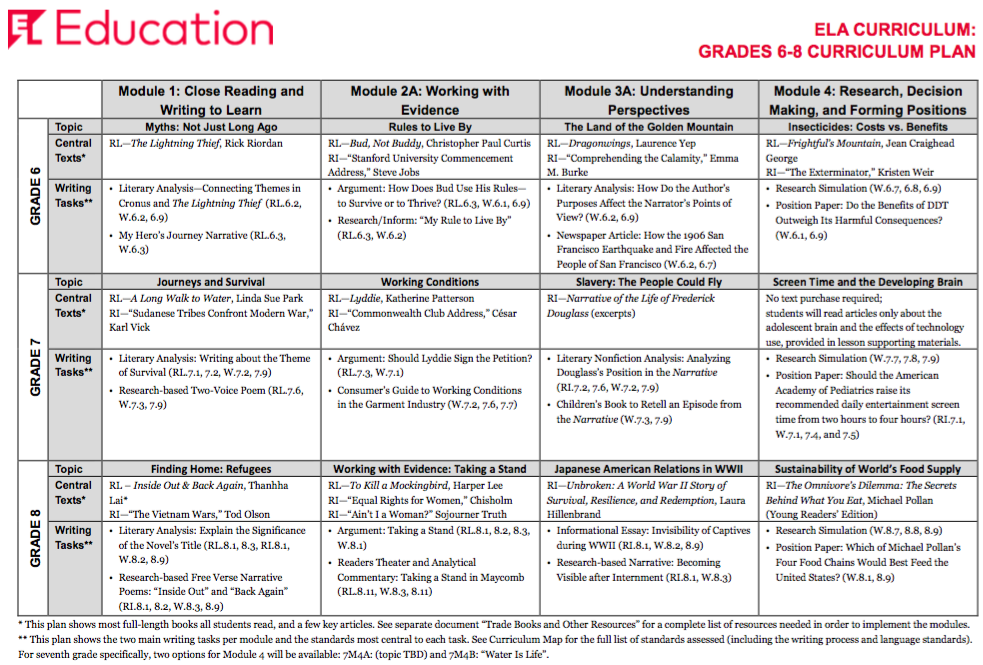 EL Education
ELA CURRICULUM:
GRADES 6-8 CURRICULUM PLAN
Module 1: Close Reading and
Writing to Learn
Module 2A: Working with
Evidence
Module 3A: Understanding
Perspectives
Module 4: Research, Decision
Making, and Forming Positions
GRADE 6
Topic
Myths: Not Just Long Ago
Rules to Live By
The Land of the Golden Mountain
Insecticides: Costs vs. Benefits
Central
Texts*
RL—The Lightning Thief, Rick Riordan
RL—Bud, Not Buddy, Christopher Paul Curtis
RI—“Stanford University Commencement
Address,” Steve Jobs
RL—Dragonwings, Laurence Yep
RI—“Comprehending the Calamity,” Emma
M. Burke
RL—Frightful’s Mountain, Jean Craighead
George
RI—“The Exterminator,” Kristen Weir
Writing
Tasks**
• Literary Analysis—Connecting Themes in
Cronus and The Lightning Thief (RL.6.2,
W.6.2, 6.9)
• My Hero’s Journey Narrative (RL.6.3,
W.6.3)
• Argument: How Does Bud Use His Rules—
to Survive or to Thrive? (RL.6.3, W.6.1, 6.9)
• Research/Inform: “My Rule to Live By”
(RL.6.3, W.6.2)
• Literary Analysis: How Do the Author’s
Purposes Affect the Narrator’s Points of
View? (W.6.2, 6.9)
• Newspaper Article: How the 1906 San
Francisco Earthquake and Fire Affected the
People of San Francisco (W.6.2, 6.7)
• Research Simulation (W.6.7, 6.8, 6.9)
• Position Paper: Do the Benefits of DDT
Outweigh Its Harmful Consequences?
(W.6.1, 6.9)
GRADE 7
Topic
Journeys and Survival
Working Conditions
Slavery: The People Could Fly
Screen Time and the Developing Brain
Central
Texts*
RL—A Long Walk to Water, Linda Sue Park
RI—“Sudanese Tribes Confront Modern War,”
Karl Vick
RL—Lyddie, Katherine Patterson
RI—“Commonwealth Club Address,” César
Chávez
RI—Narrative of the Life of Frederick
Douglass (excerpts)
No text purchase required;
students will read articles only about the
adolescent brain and the effects of technology
use, provided in lesson supporting materials.
Writing
Tasks**
• Literary Analysis: Writing about the Theme
of Survival (RL.7.1, 7.2, W.7.2, 7.9)
• Research-based Two-Voice Poem (RL.7.6,
W.7.3, 7.9)
• Argument: Should Lyddie Sign the Petition?
(RL.7.3, W.7.1)
• Consumer’s Guide to Working Conditions
in the Garment Industry (W.7.2, 7.6, 7.7)
• Literary Nonfiction Analysis: Analyzing
Douglass’s Position in the Narrative
(RI.7.2, 7.6, W.7.2, 7.9)
• Children’s Book to Retell an Episode from
the Narrative (W.7.3, 7.9)
• Research Simulation (W.7.7, 7.8, 7.9)
• Position Paper: Should the American
Academy of Pediatrics raise its
recommended daily entertainment screen
time from two hours to four hours? (RI.7.1,
W.7.1, 7.4, and 7.5)
GRADE 8
Topic
Finding Home: Refugees
Working with Evidence: Taking a Stand
Japanese American Relations in WWII
Sustainability of World’s Food Supply
Central
Texts*
RL – Inside Out & Back Again, Thanhha
Lai*
RI—“The Vietnam Wars,” Tod Olson
RL—To Kill a Mockingbird, Harper Lee
RI—“Equal Rights for Women,” Chisholm
RI—“Ain’t I a Woman?” Sojourner Truth
RI—Unbroken: A World War II Story of
Survival, Resilience, and Redemption, Laura
Hillenbrand
RI—The Omnivore’s Dilemma: The Secrets
Behind What You Eat, Michael Pollan
(Young Readers’ Edition)
Writing
Tasks**
• Literary Analysis: Explain the Significance
of the Novel’s Title (RL.8.1, 8.3, RI.8.1,
W.8.2, 8.9)
• Research-based Free Verse Narrative
Poems: “Inside Out” and “Back Again”
(RI.8.1, 8.2, W.8.3, 8.9)
• Argument: Taking a Stand (RL.8.1, 8.2, 8.3,
W.8.1)
• Readers Theater and Analytical
Commentary: Taking a Stand in Maycomb
(RL.8.11, W.8.3, 8.11)
• Informational Essay: Invisibility of Captives
during WWII (RI.8.1, W.8.2, 8.9)
• Research-based Narrative: Becoming
Visible after Internment (RI.8.1, W.8.3)
• Research Simulation (W.8.7, 8.8, 8.9)
• Position Paper: Which of Michael Pollan’s
Four Food Chains Would Best Feed the
United States? (W.8.1, 8.9)
* This plan shows most full-length books all students read, and a few key articles. See separate document “Trade Books and Other Resources” for a complete list of resources needed in order to implement the modules.
** This plan shows the two main writing tasks per module and the standards most central to each task. See Curriculum Map for the full list of standards assessed (including the writing process and language standards).
For seventh grade specifically, two options for Module 4 will be available: 7M4A: (topic TBD) and 7M4B: “Water Is Life”.